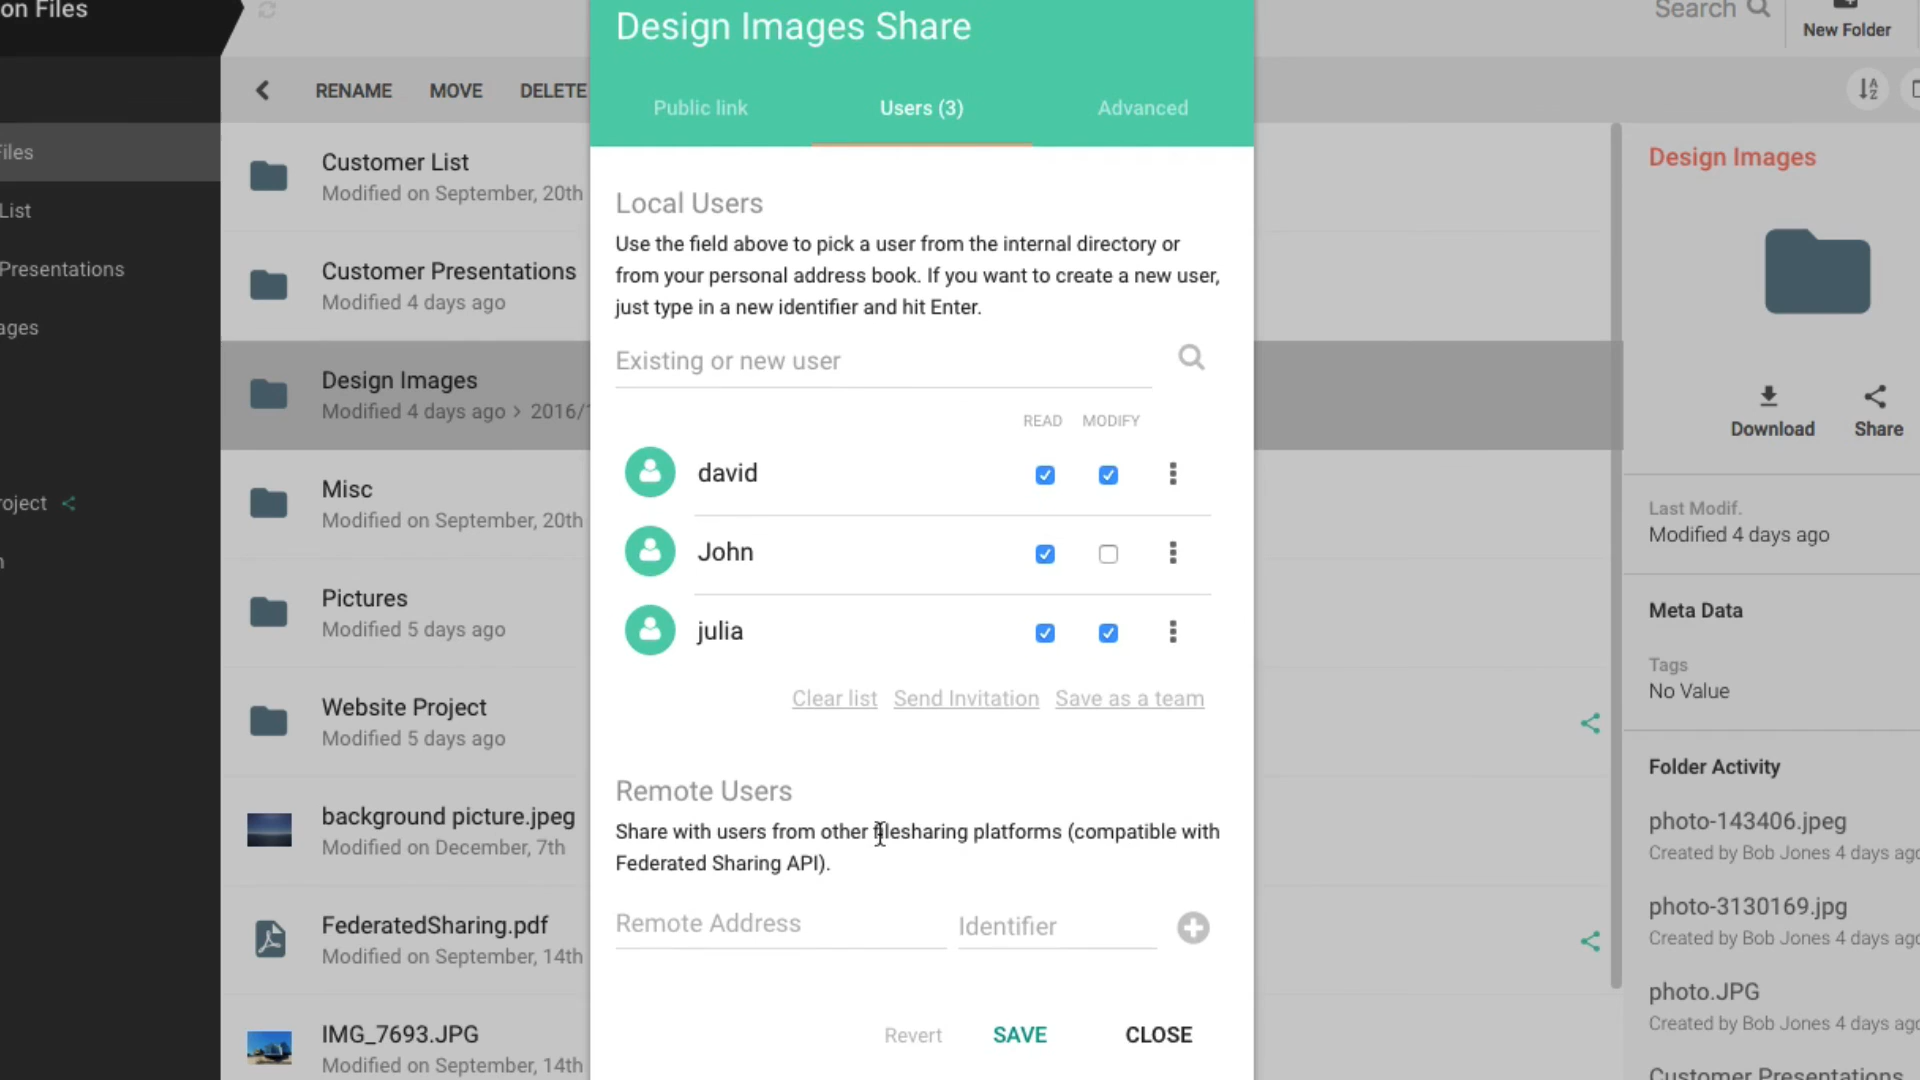 on Files
Files
List
Presentations
ages
oject
n
RENAME MOVE DELETE
Customer List
Modified on September, 20th
Customer Presentations
Modified 4 days ago
Design Images
Modified 4 days ago > 2016/
Misc
Modified on September, 20th
Pictures
Modified 5 days ago
Website Project
Modified 5 days ago
background picture.jpeg
Modified on December, 7th
FederatedSharing.pdf
Modified on September, 14th
IMG_7693.JPG
Modified on September, 14th
Design Images Share
Public link Users (3) Advanced
Local Users
Use the field above to pick a user from the internal directory or
from your personal address book. If you want to create a new user,
just type in a new identifier and hit Enter.
Existing or new user
READ MODIFY
david
John
julia
Clear list Send Invitation Save as a team
Remote Users
Share with users from other filesharing platforms (compatible with
Federated Sharing API).
Remote Address Identifier
Revert SAVE CLOSE
Search
New Folder
A
Z
Design Images
Download Share
Last Modif.
Modified 4 days ago
Meta Data
Tags
No Value
Folder Activity
photo-143406.jpeg
Created by Bob Jones 4 days ago
photo-3130169.jpg
Created by Bob Jones 4 days ago
photo.JPG
Created by Bob Jones 4 days ago
Customer Presentations